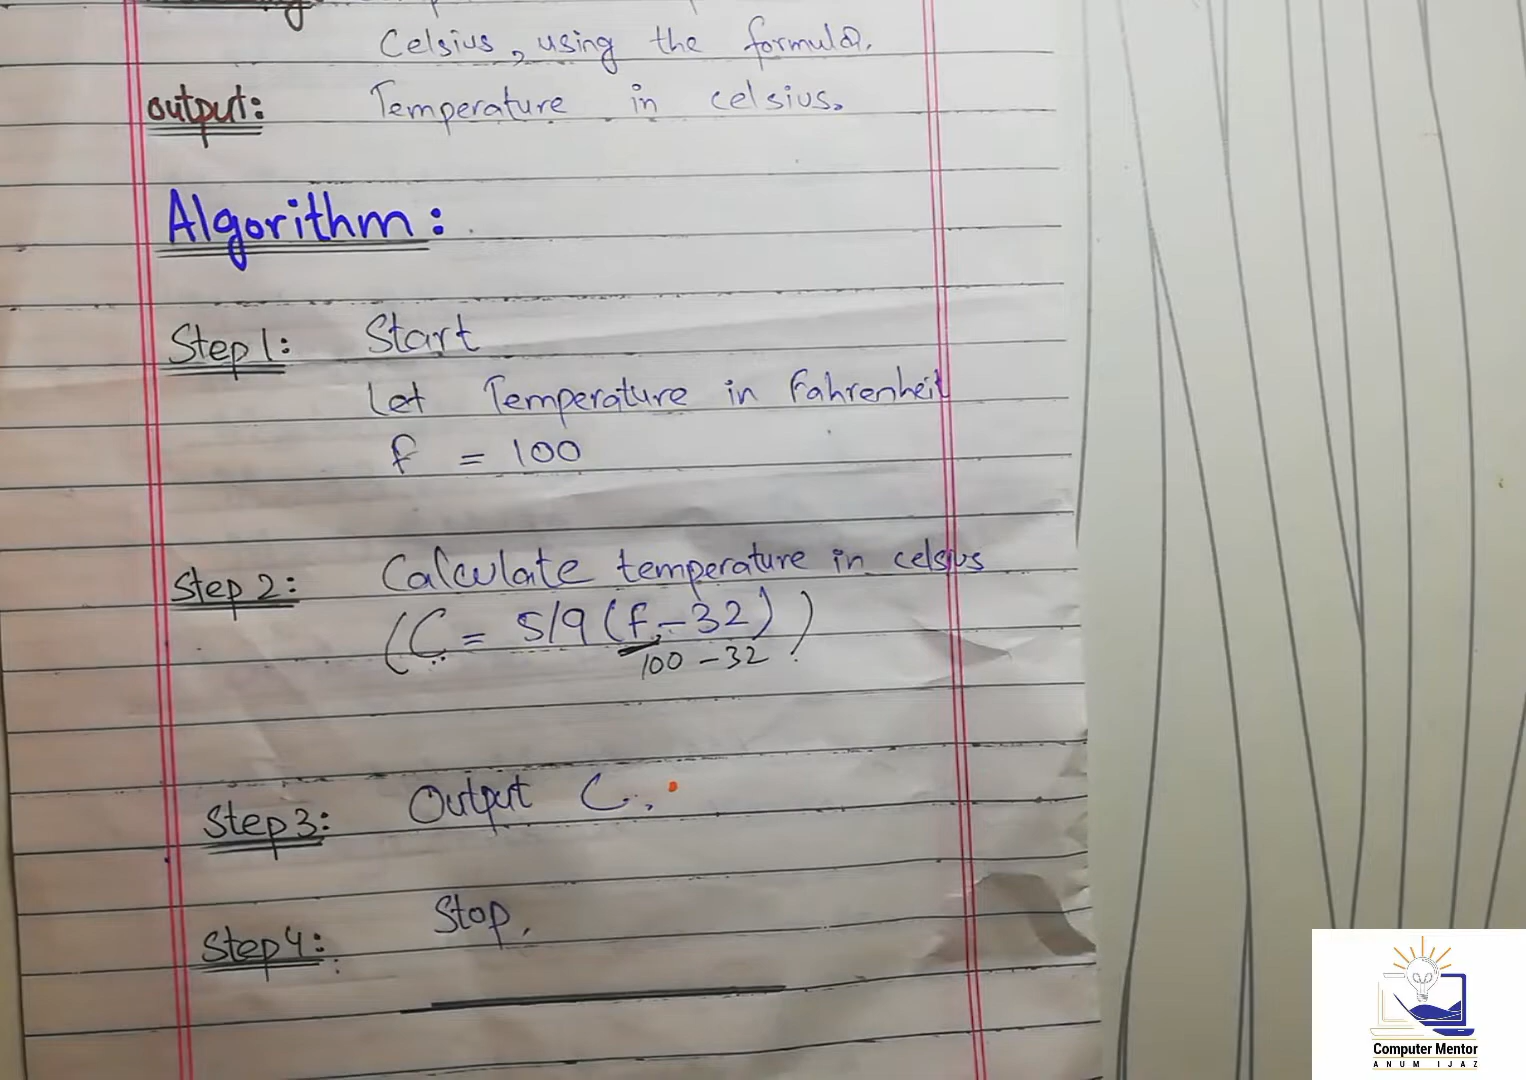 Celsius, using the formula.
output: Temperature in celsius.
Algorithm:
Step 1: Start
Let Temperature in Fahrenheit
f = 100
Step 2: Calculate temperature in celsius
(C = 5/9 (f - 32))
100 - 32
Step 3: Output C.
Step 4: Stop.
Computer Mentor
ANUM IJAZ